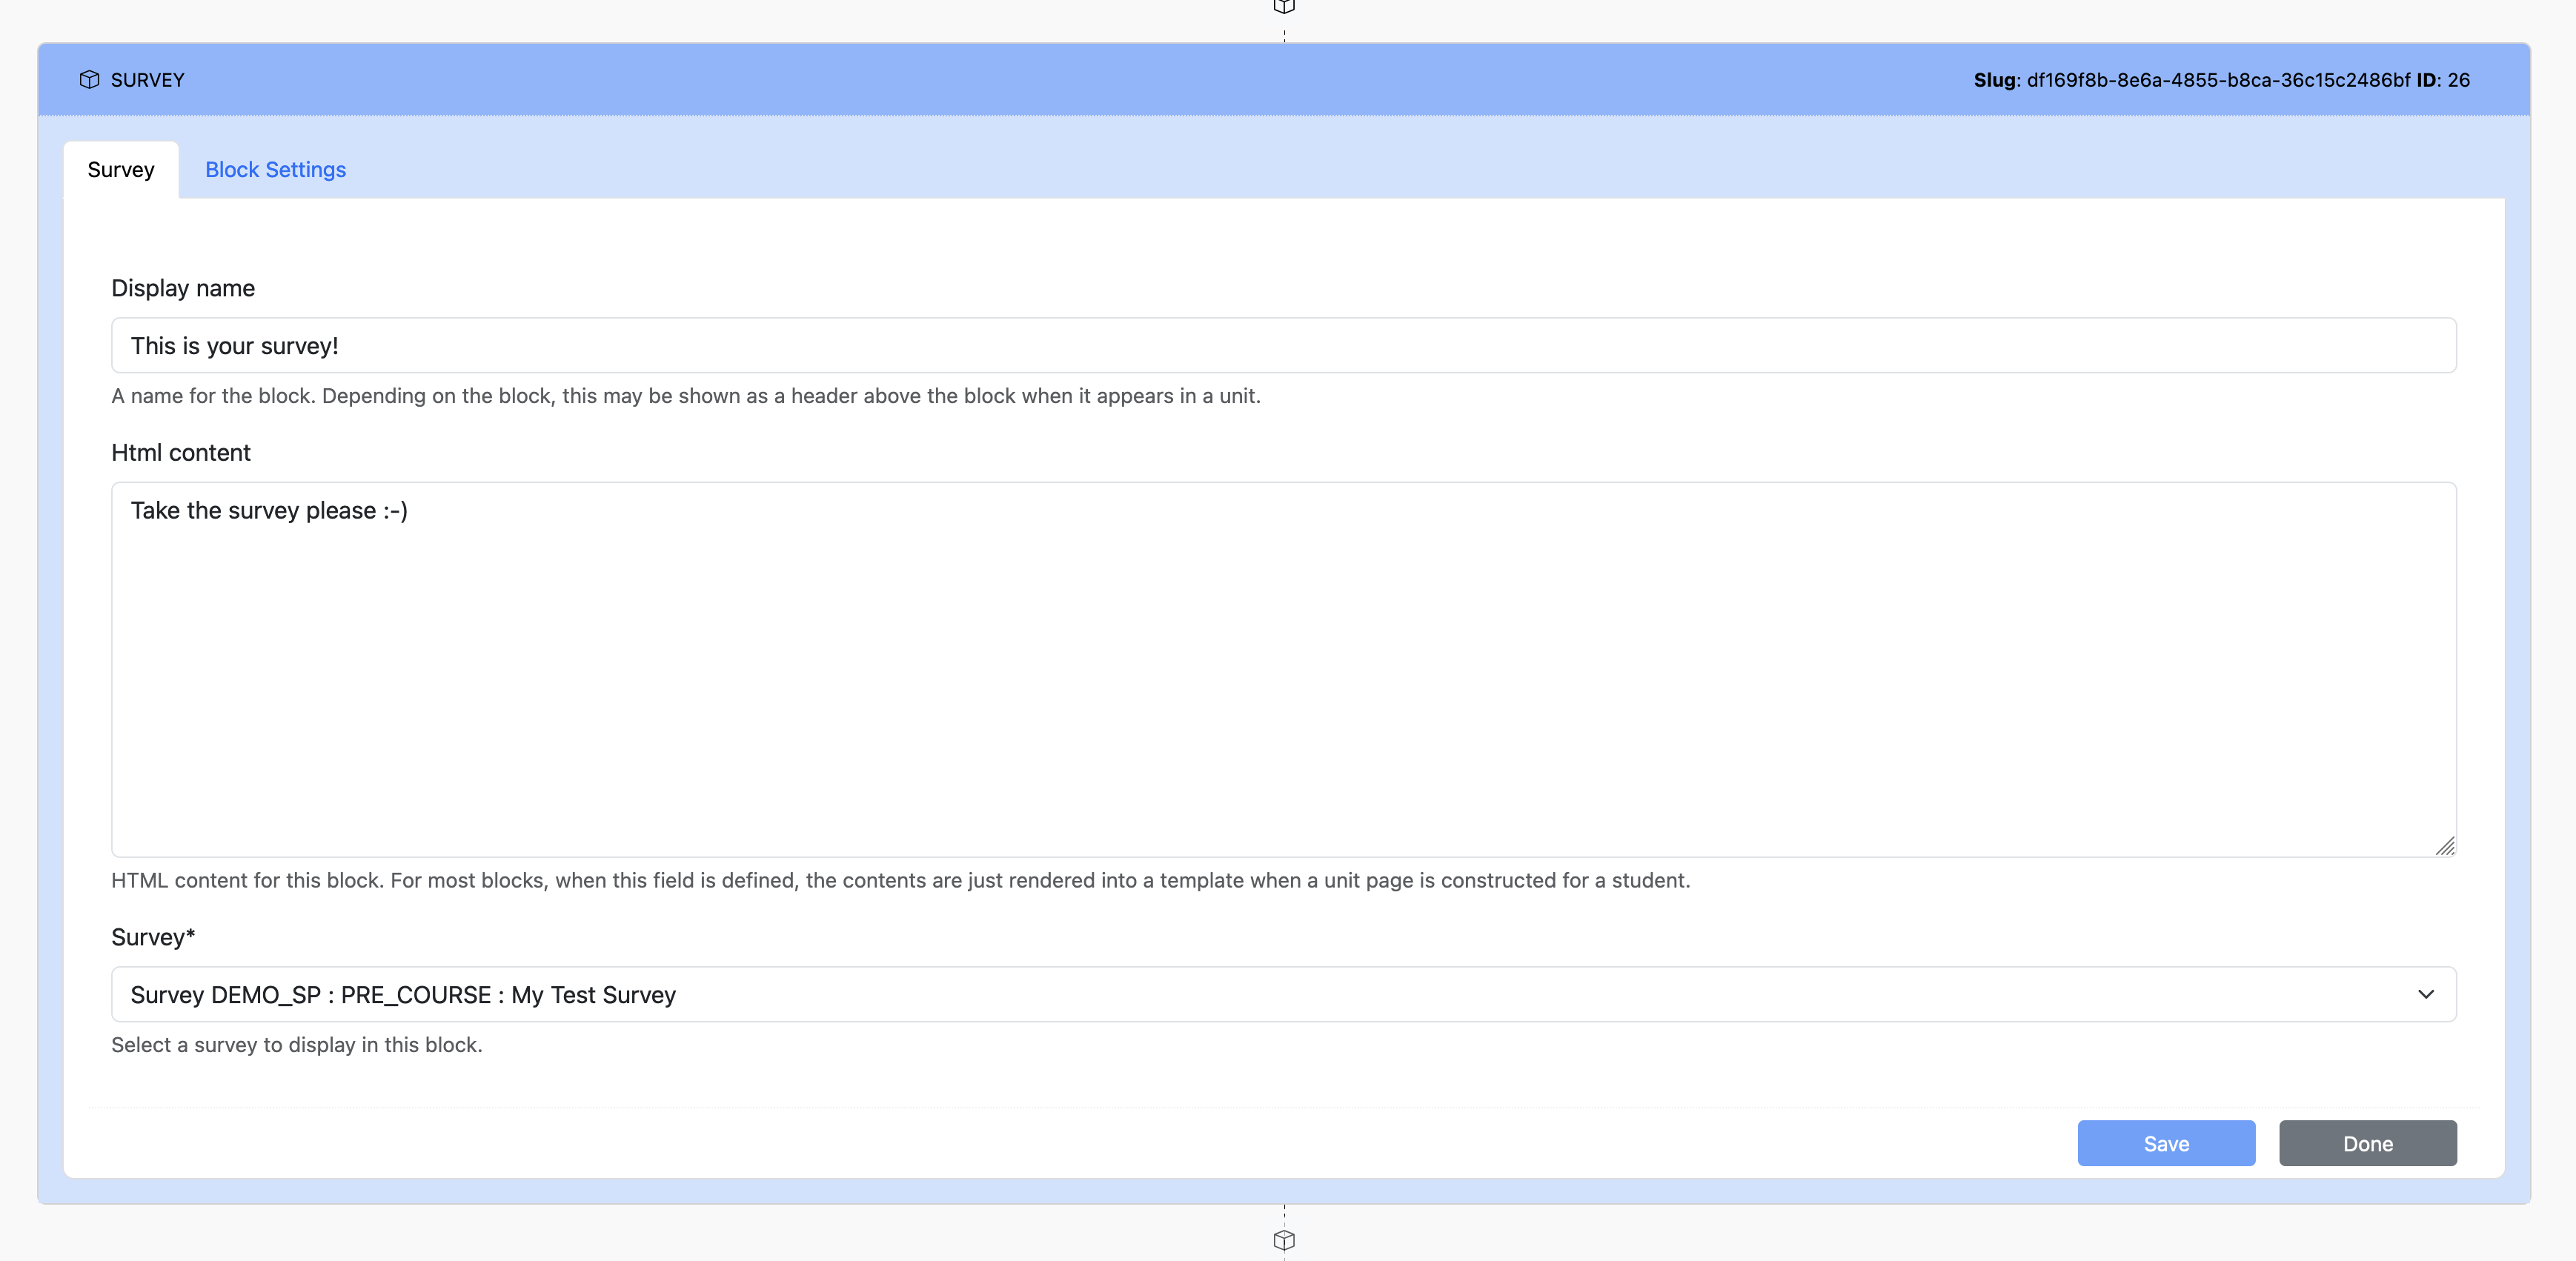 SURVEY
Slug: df169f8b-8e6a-4855-b8ca-36c15c2486bf ID: 26
Survey
Block Settings
Display name
This is your survey!
A name for the block. Depending on the block, this may be shown as a header above the block when it appears in a unit.
Html content
Take the survey please :-)
HTML content for this block. For most blocks, when this field is defined, the contents are just rendered into a template when a unit page is constructed for a student.
Survey*
Survey DEMO_SP : PRE_COURSE : My Test Survey
Select a survey to display in this block.
Save
Done